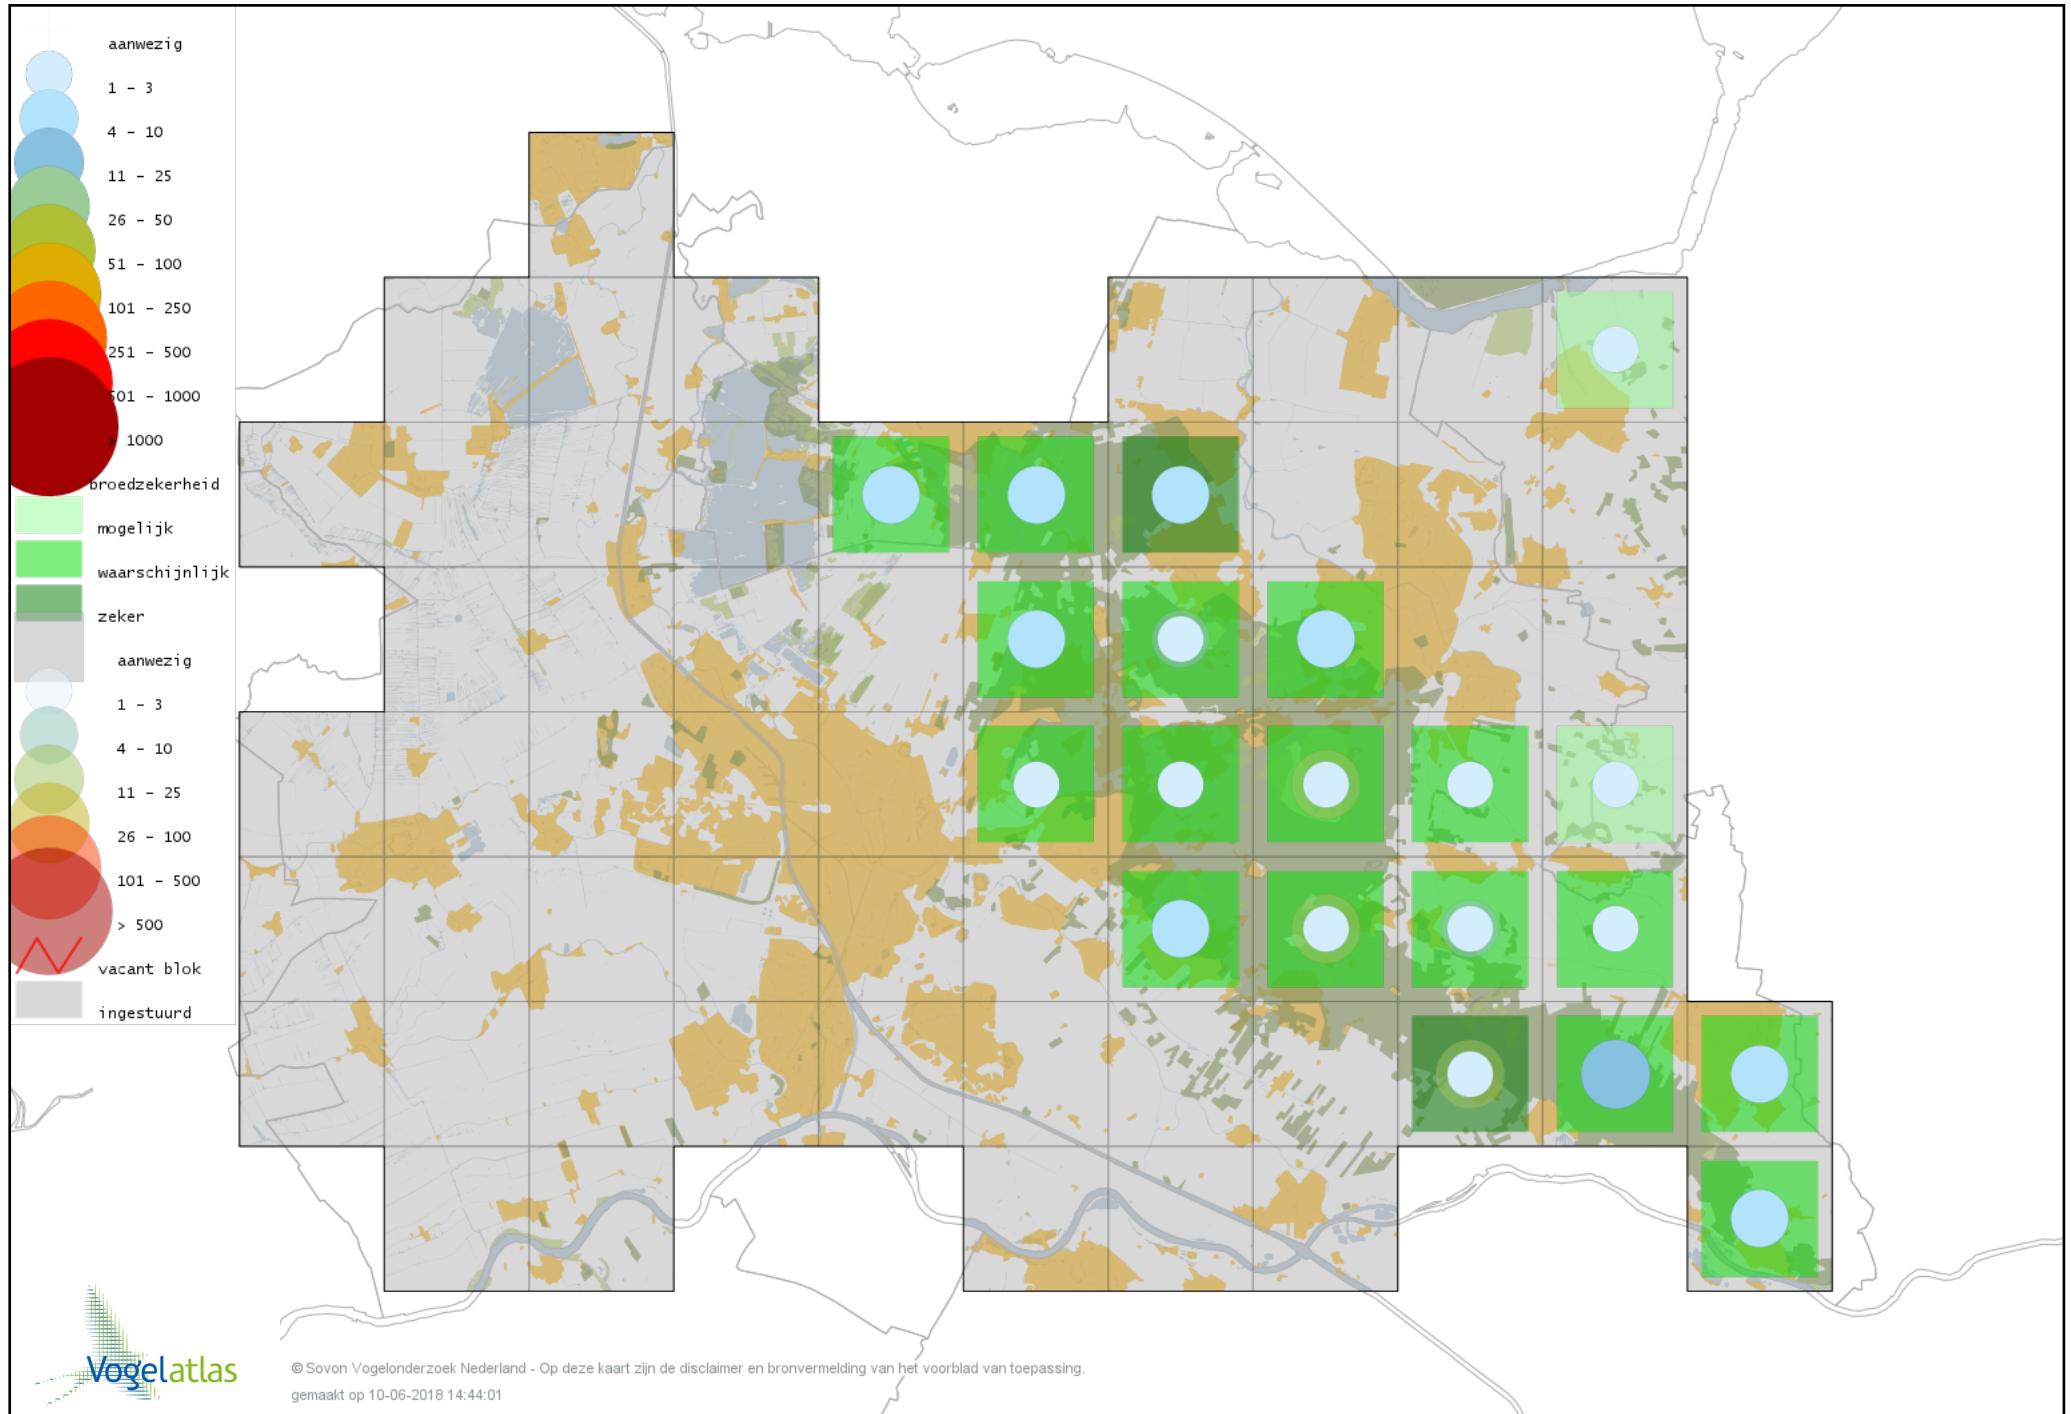 aanwezig
1 – 3
4 – 10
11 – 25
26 – 50
51 – 100
101 – 250
251 – 500
501 – 1000
> 1000
broedzekerheid
mogelijk
waarschijnlijk
zeker
aanwezig
1 – 3
4 – 10
11 – 25
26 – 100
101 – 500
> 500
vacant blok
ingestuurd
Vogelatlas
© Sovon Vogelonderzoek Nederland - Op deze kaart zijn de disclaimer en bronvermelding van het voorblad van toepassing.
gemaakt op 10-06-2018 14:44:01